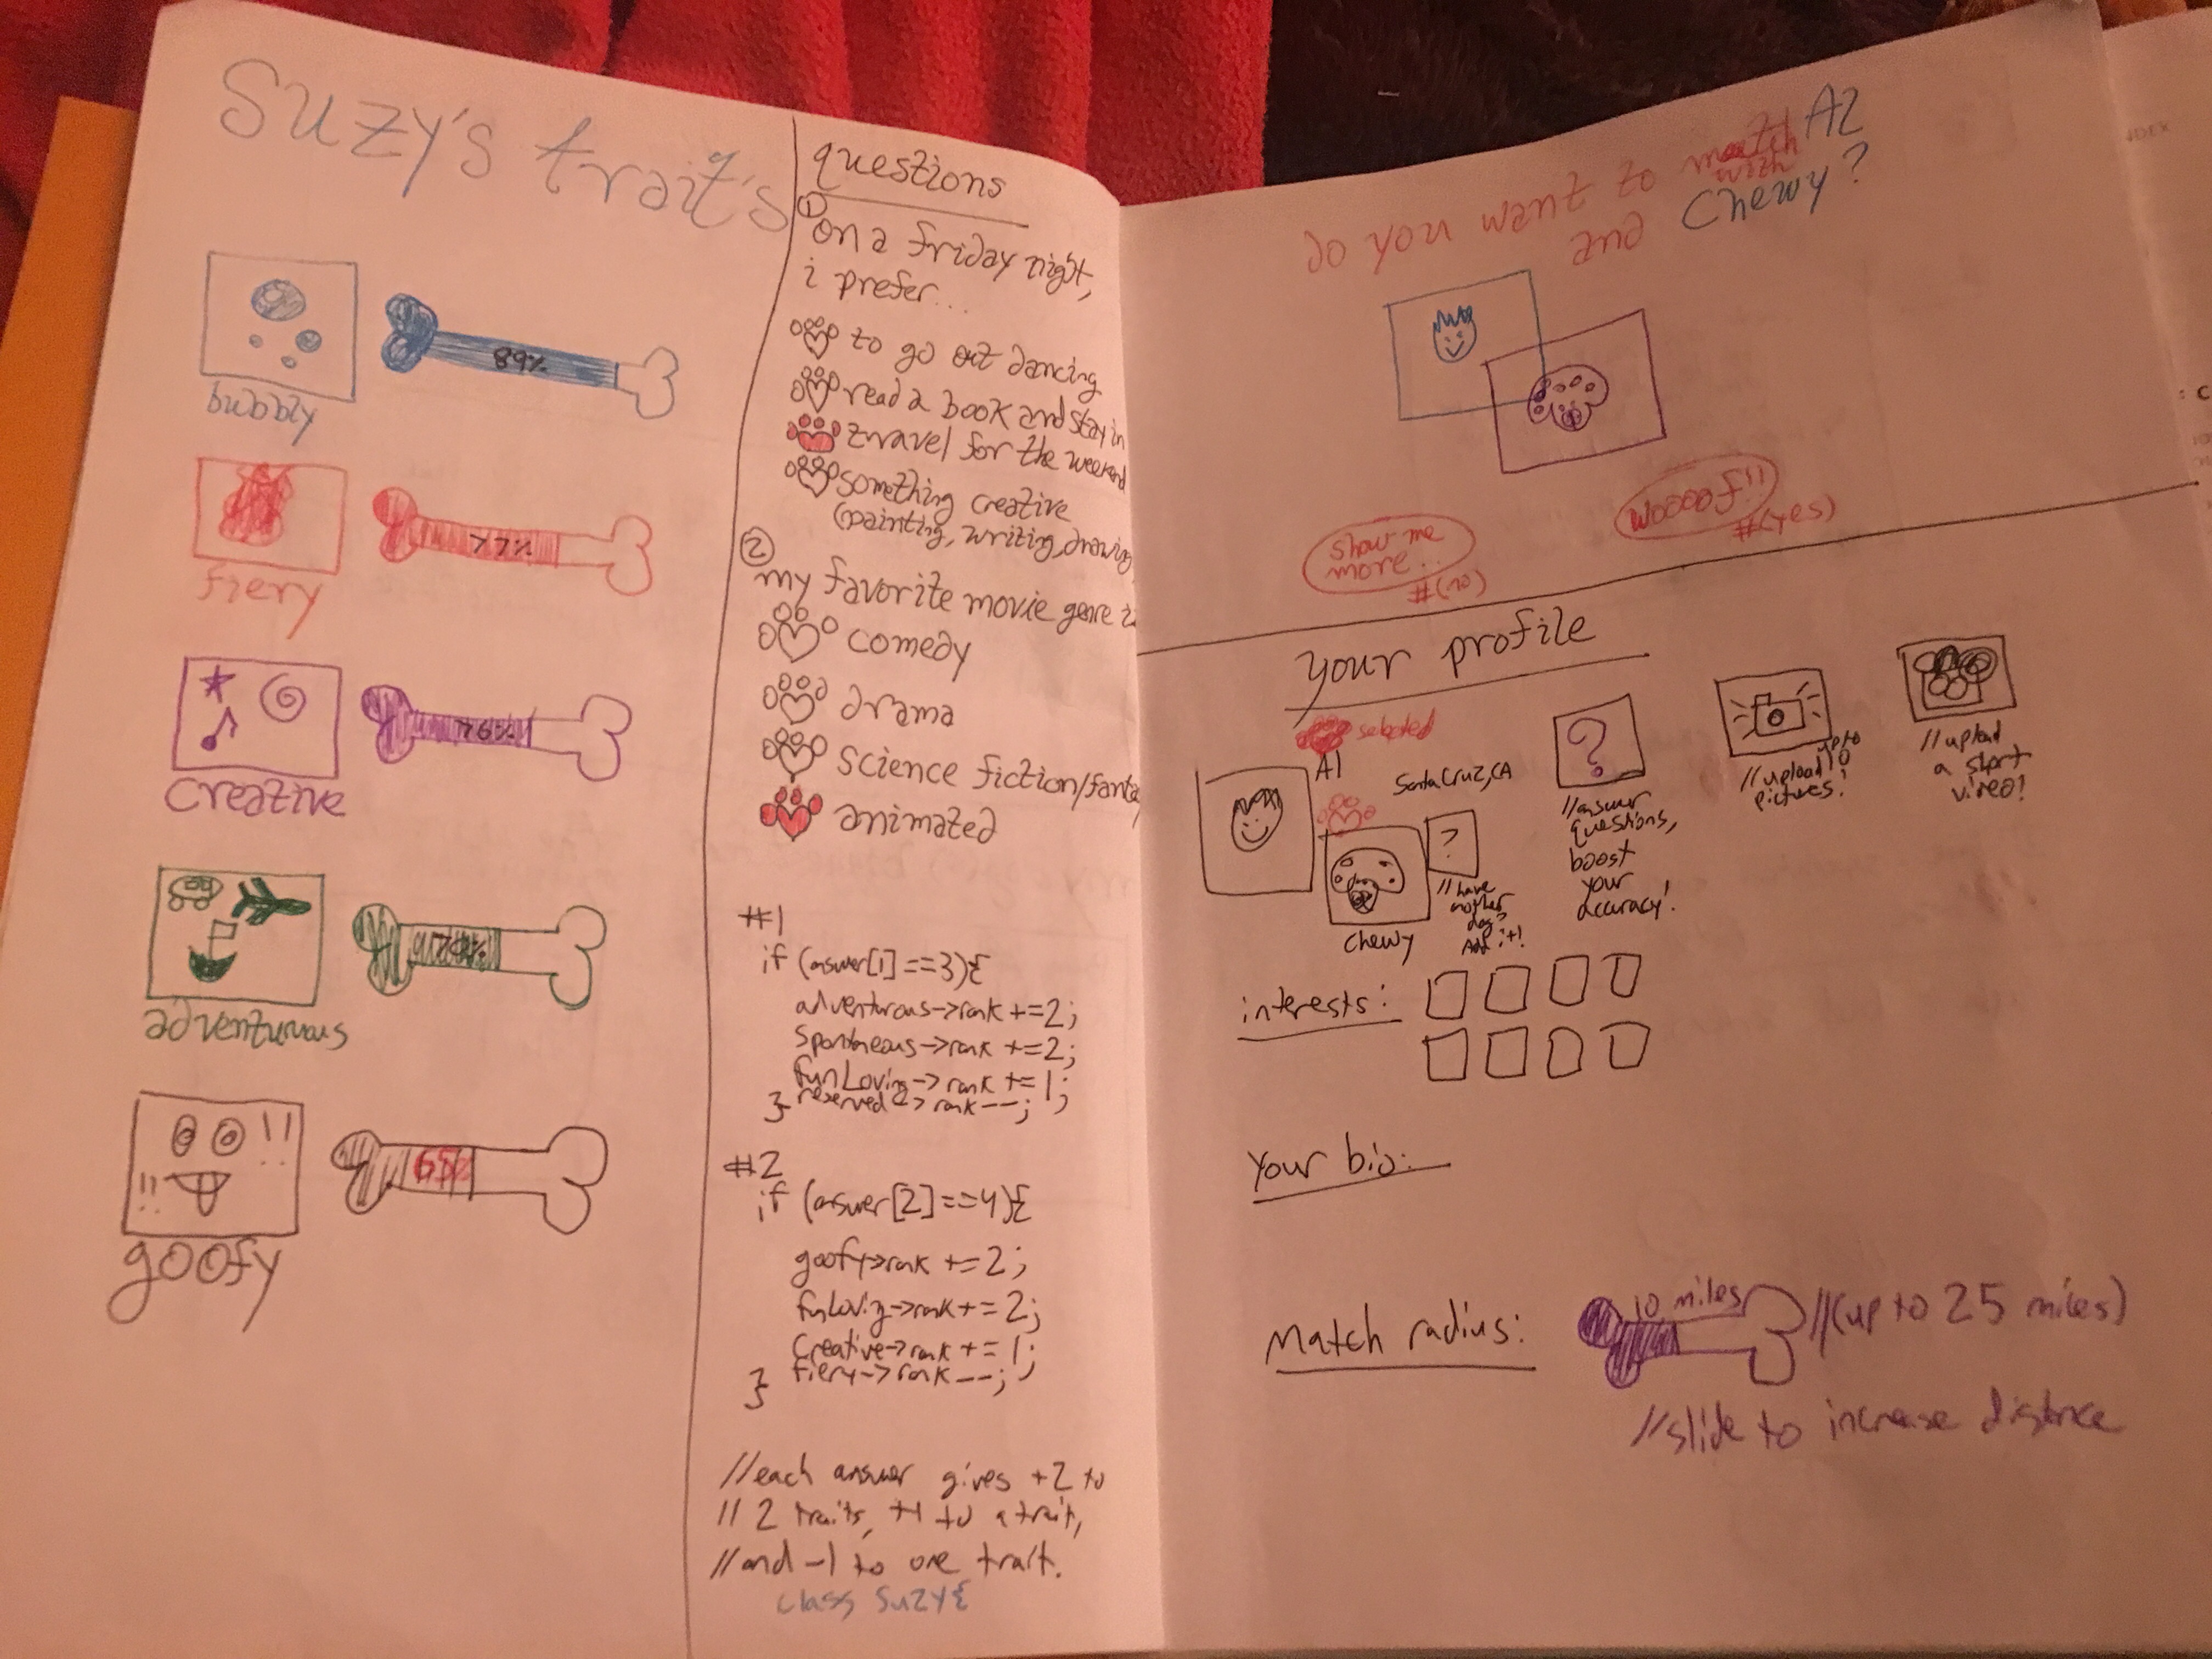 Suzy's trait's
bubbly
89%
fiery
77%
creative
76%
adventurous
70%
goofy
65%
questions
① on a friday night,
i prefer...
to go out dancing
read a book and stay in
travel for the weekend
something creative
(painting, writing, drawing
②
my favorite movie genre i
comedy
drama
science fiction/fanta
animated
#1
if (answer[1]==3){
adventurous->rank +=2;
spontaneous->rank +=2;
funLoving->rank +=1;
reserved->rank--;
}
#2
if (answer[2]==4){
goofy->rank +=2;
funLoving->rank +=2;
Creative->rank +=1;
fiery->rank--;
}
//each answer gives +2 to
//2 traits, +1 to a trait,
//and -1 to one trait.
class Suzy{
do you want to match with Al
and Chewy?
show me
more..
#(no)
woooof!!
#(yes)
your profile
selected
Al
Santa Cruz, CA
Chewy
?
//have
another
dog?
Add it!
?
//answer
questions,
boost
your
accuracy!
//upload up to 10
pictures!
//upload
a short
video!
interests:
Your bio:
Match radius:
10 miles
//(up to 25 miles)
//slide to increase distance